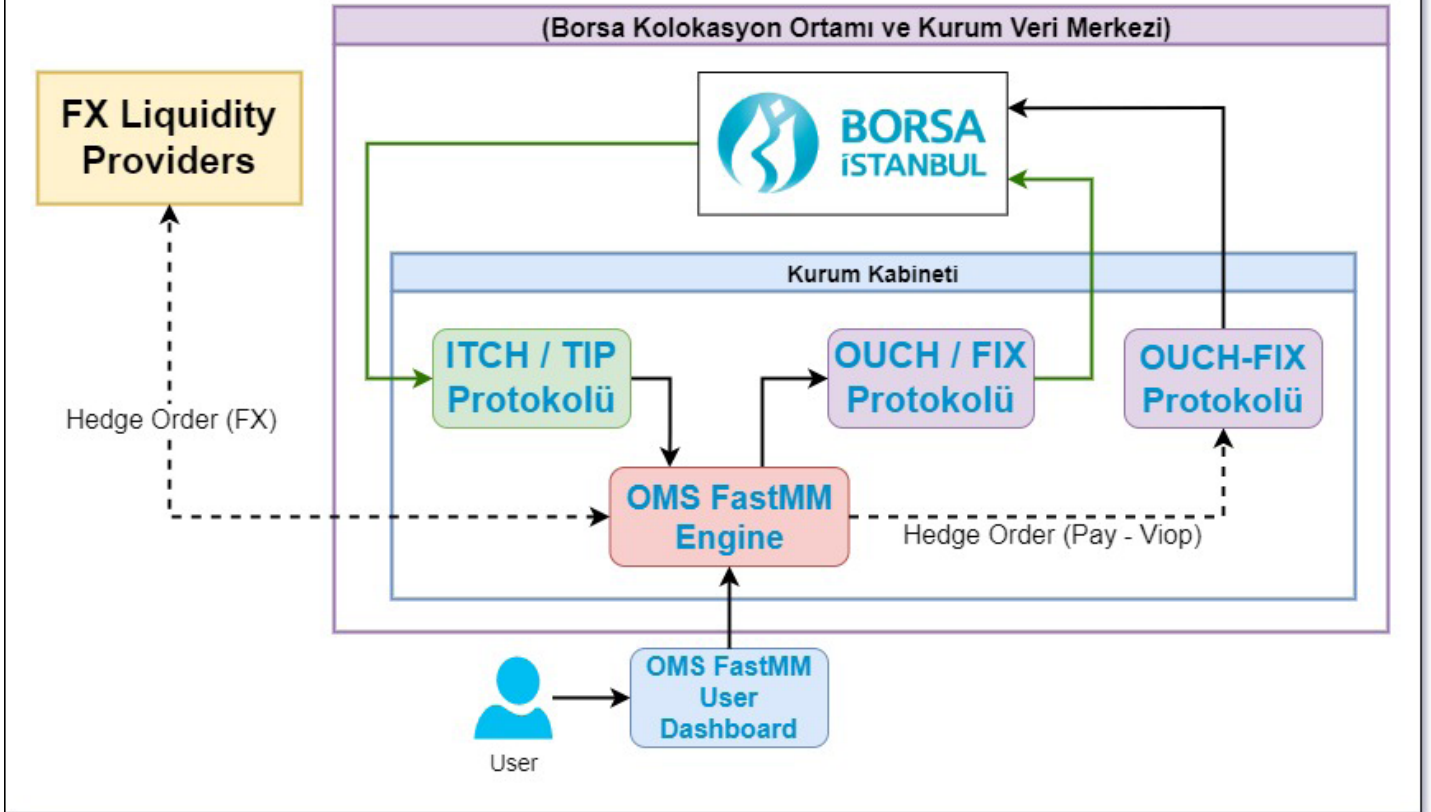 (Borsa Kolokasyon Ortamı ve Kurum Veri Merkezi)
FX Liquidity
Providers
BORSA
İSTANBUL
Kurum Kabineti
ITCH / TIP
Protokolü
OUCH / FIX
Protokolü
OUCH-FIX
Protokolü
Hedge Order (FX)
OMS FastMM
Engine
Hedge Order (Pay - Viop)
OMS FastMM
User
Dashboard
User